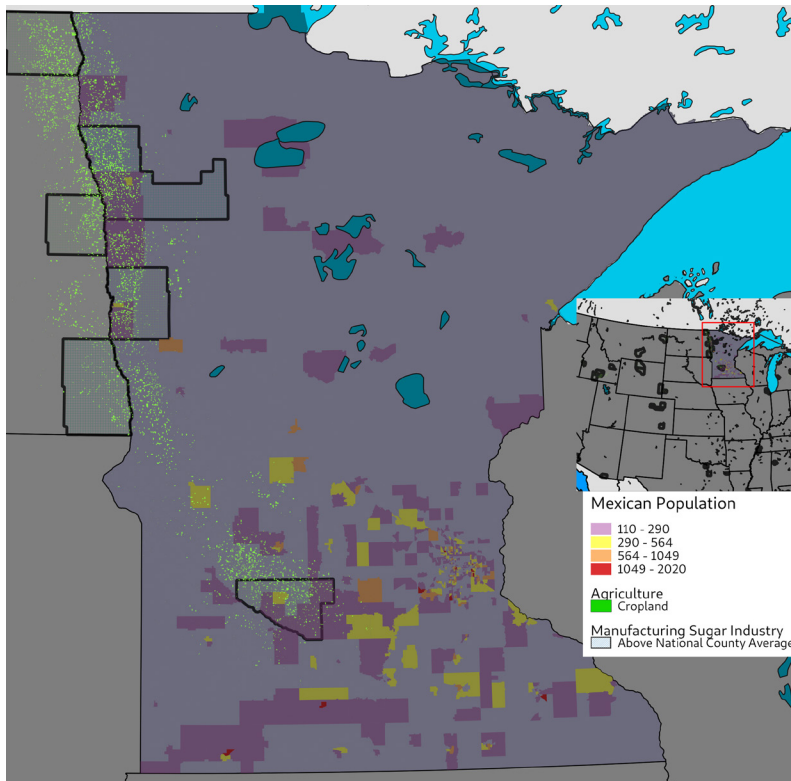 Mexican Population
110 - 290
290 - 564
564 - 1049
1049 - 2020
Agriculture
Cropland
Manufacturing Sugar Industry
Above National County Average